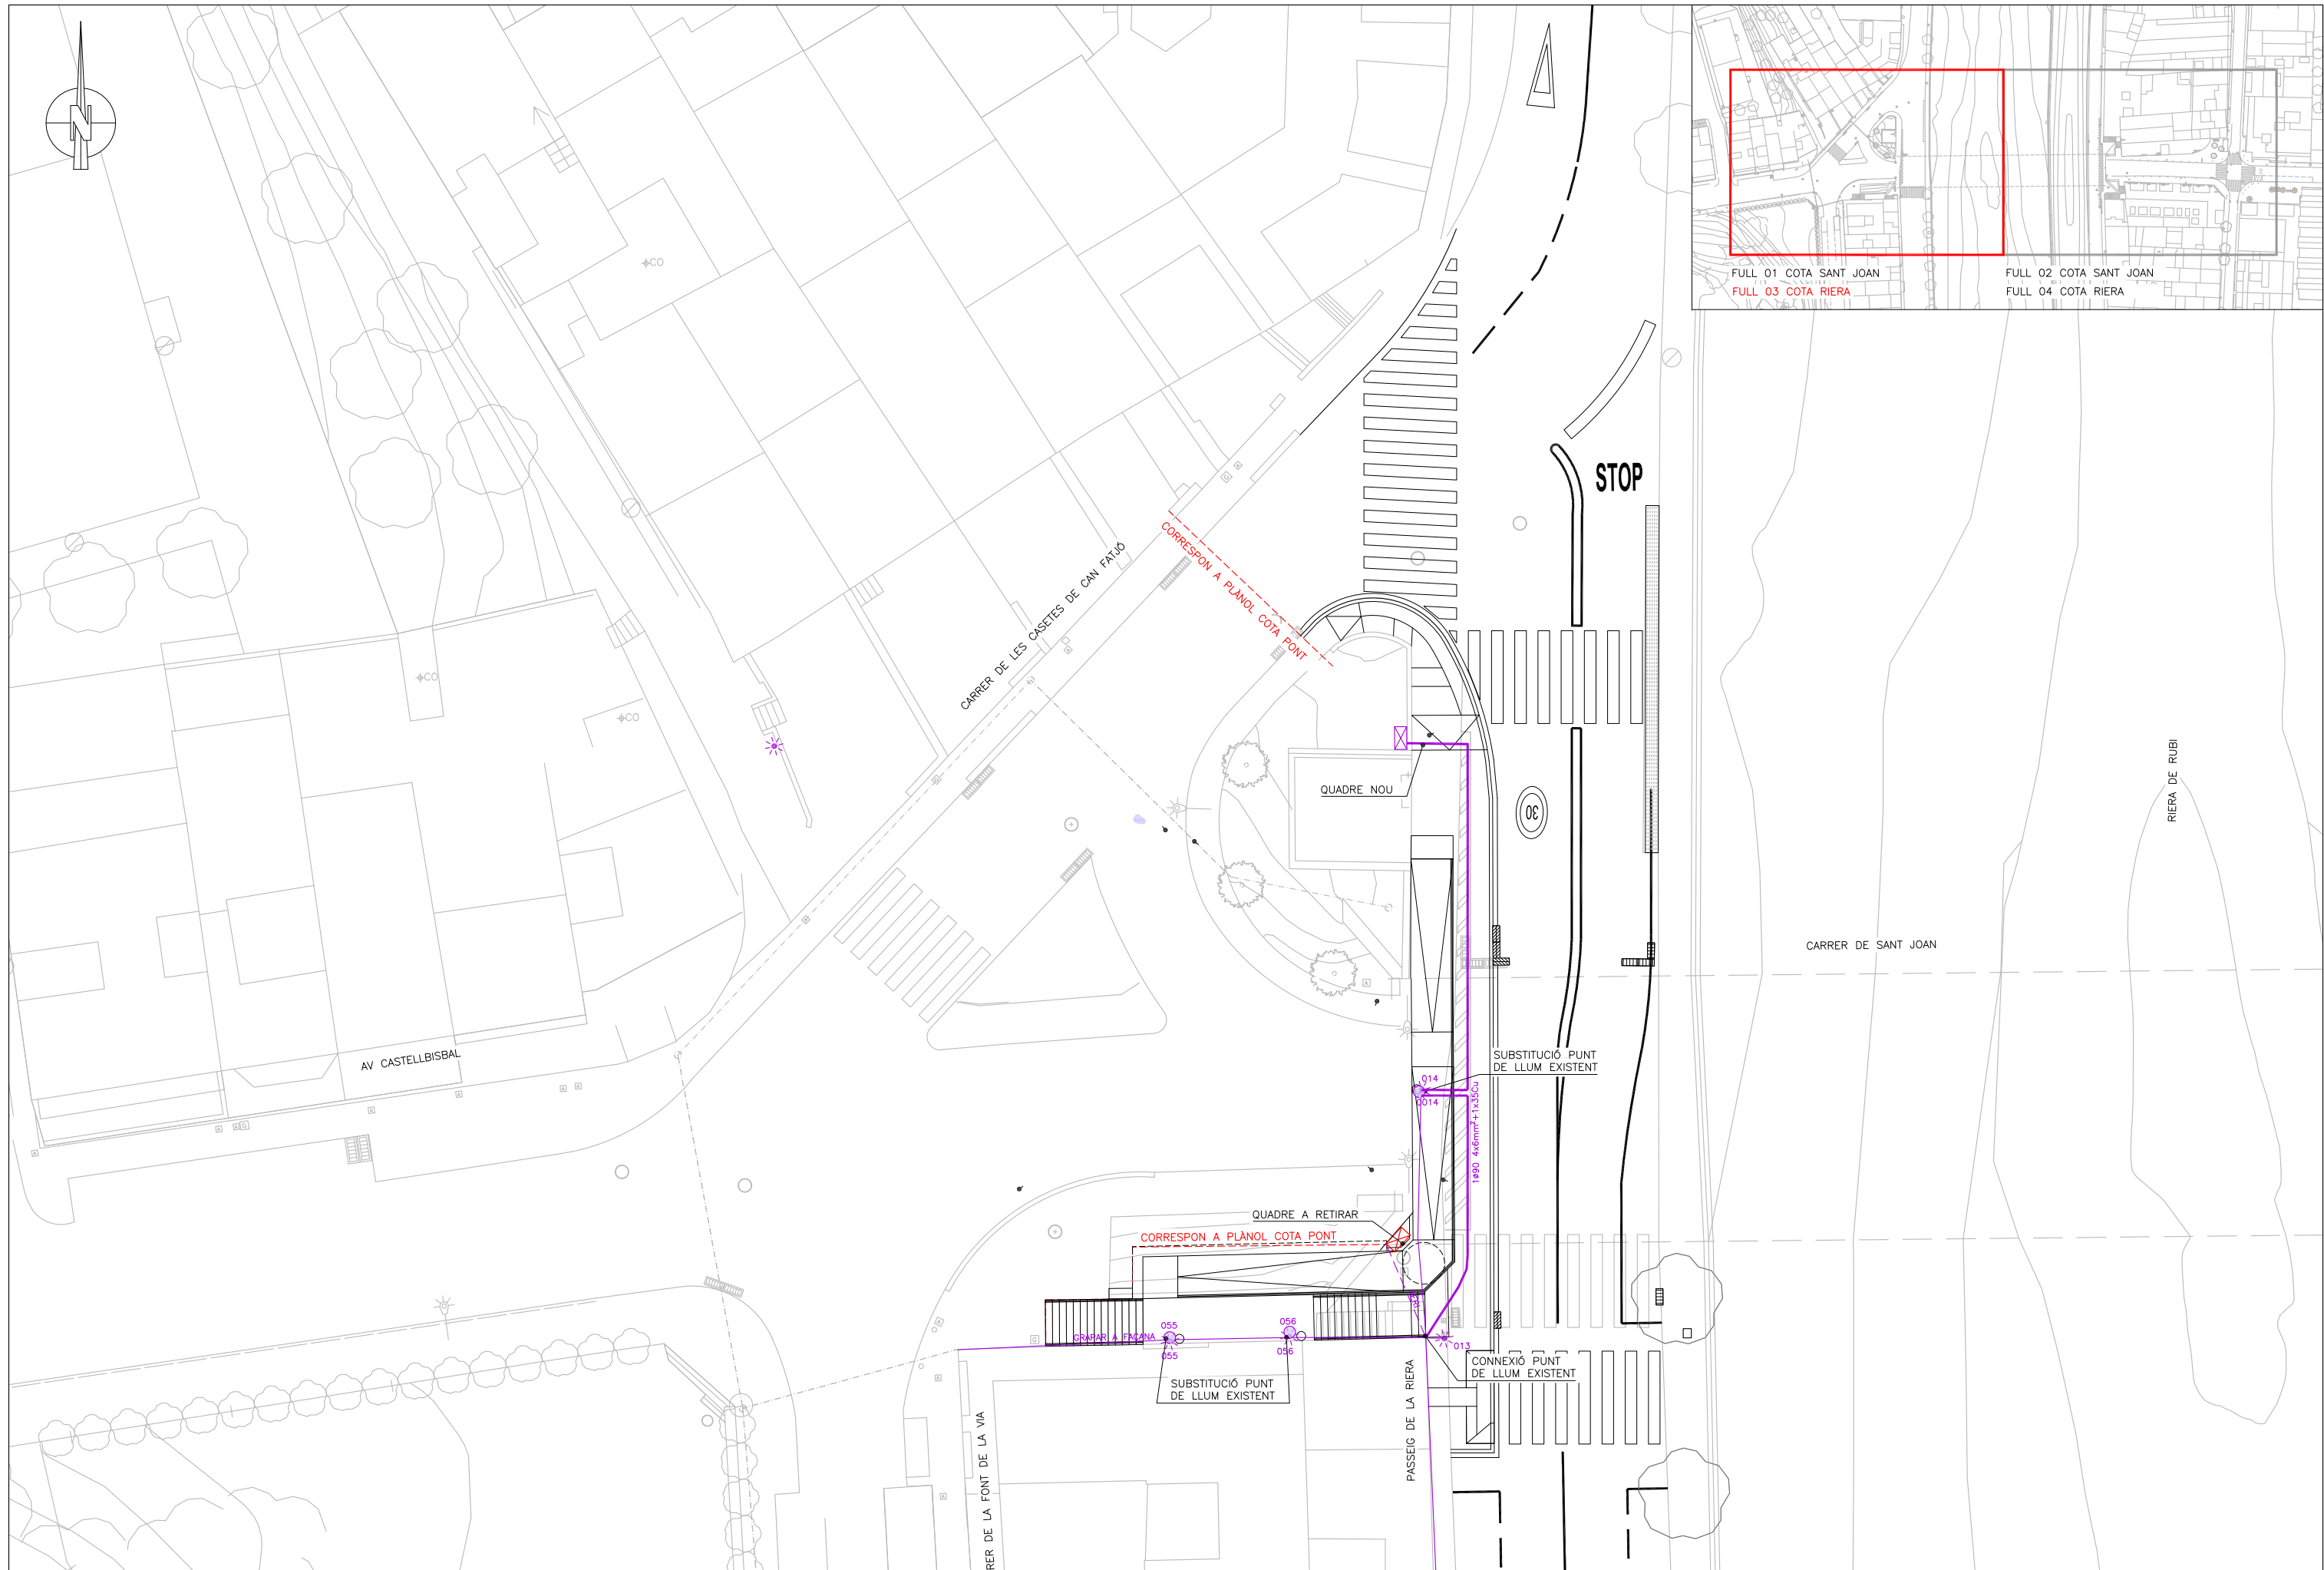 N
FULL 01 COTA SANT JOAN
FULL 02 COTA SANT JOAN
FULL 03 COTA RIERA
FULL 04 COTA RIERA
CO
STOP
CORRESPON A PLÀNOL COTA PONT
CARRER DE LES CASETES DE CAN FATJÓ
CO
CO
QUADRE NOU
30
RIERA DE RUBI
CARRER DE SANT JOAN
AV CASTELLBISBAL
SUBSTITUCIÓ PUNT
DE LLUM EXISTENT
014
0014
1ø90 4x6mm²+1x35Cu
QUADRE A RETIRAR
CORRESPON A PLÀNOL COTA PONT
GRAPAR A FAÇANA
055
055
056
056
013
CONNEXIÓ PUNT
DE LLUM EXISTENT
SUBSTITUCIÓ PUNT
DE LLUM EXISTENT
PASSEIG DE LA RIERA
RER DE LA FONT DE LA VIA